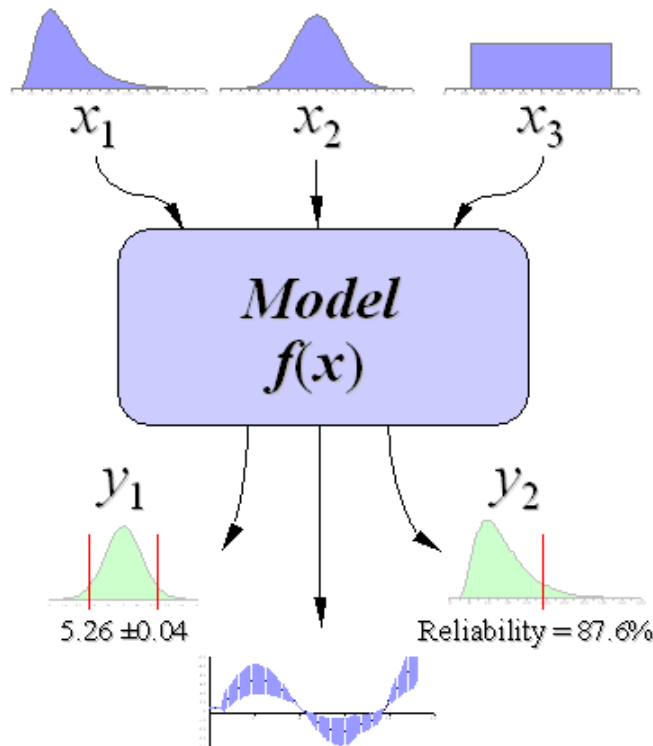 x₁ x₂ x₃
Model
f(x)
y₁ y₂
5.26 ±0.04 Reliability = 87.6%